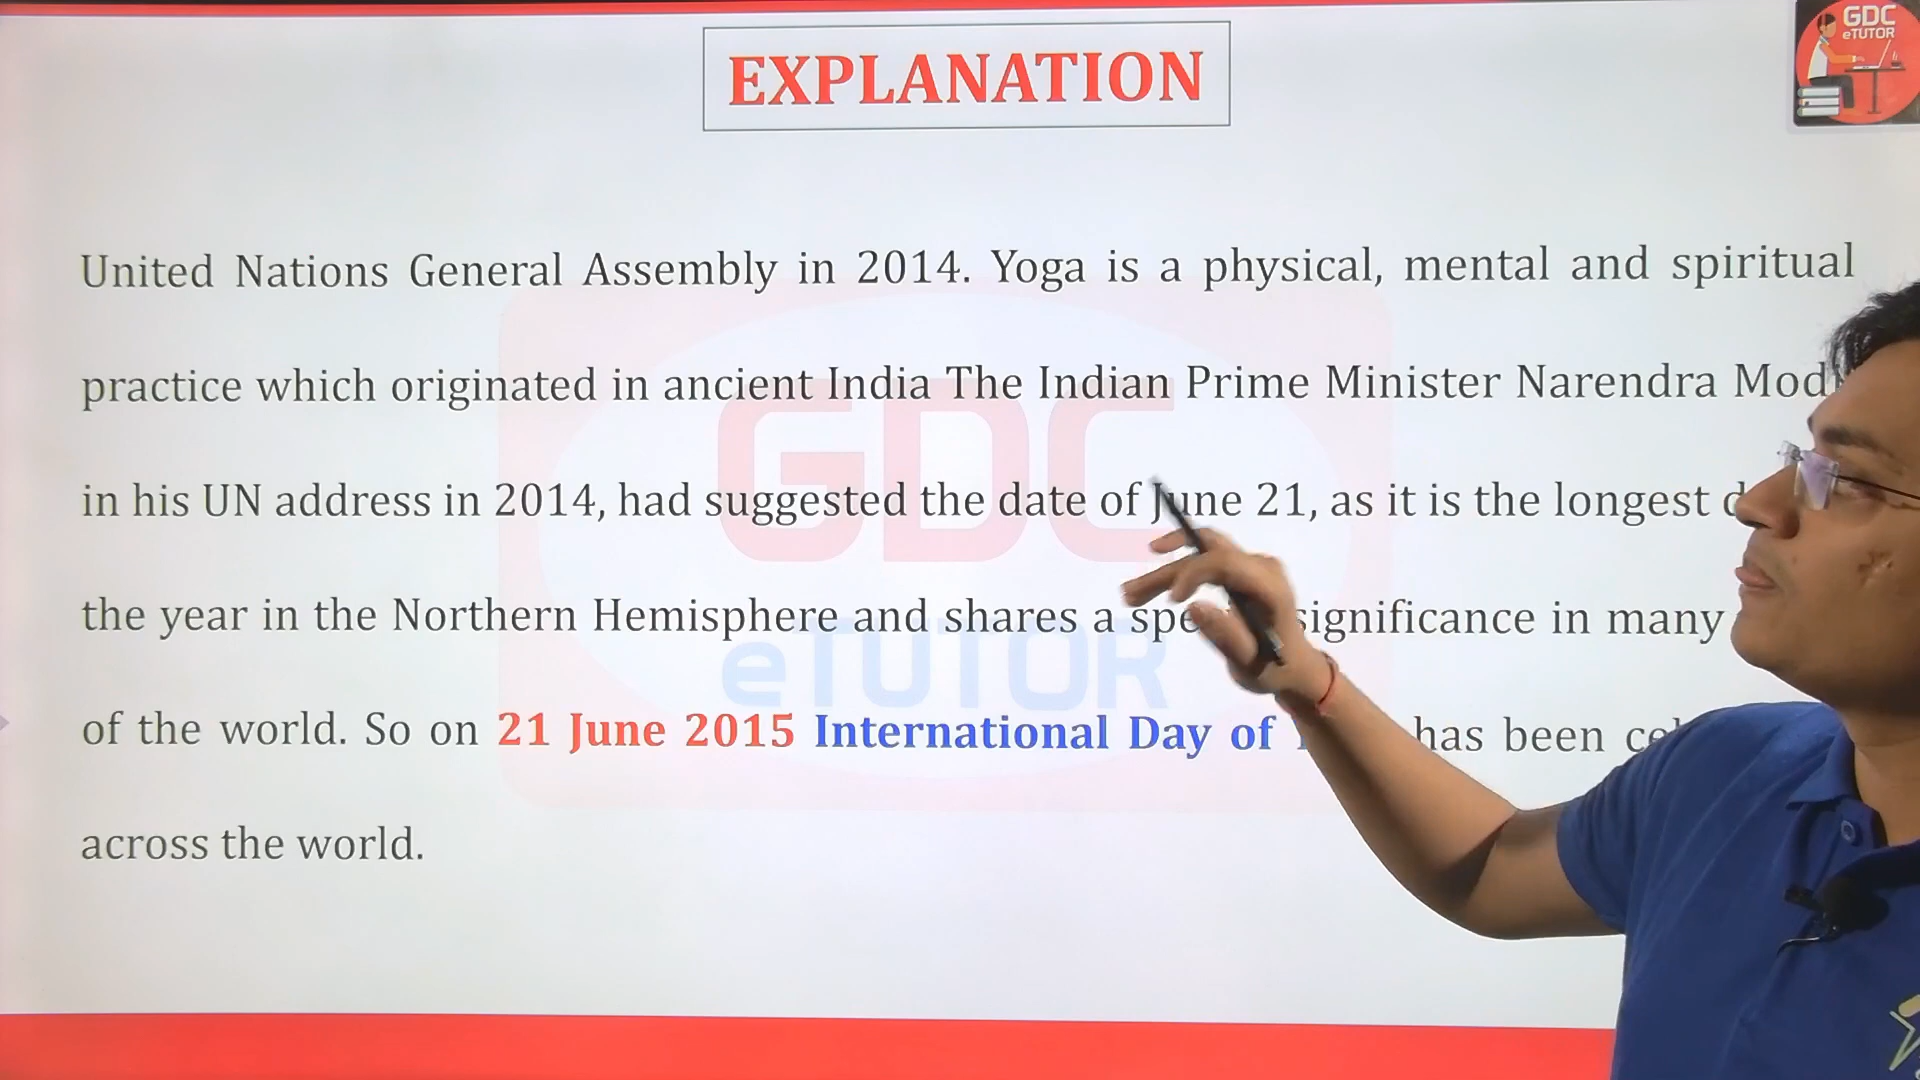 EXPLANATION
GDC
eTUTOR
United Nations General Assembly in 2014. Yoga is a physical, mental and spiritual
practice which originated in ancient India The Indian Prime Minister Narendra Modi
in his UN address in 2014, had suggested the date of June 21, as it is the longest
the year in the Northern Hemisphere and shares a significance in many
of the world. So on 21 June 2015 International Day of has been
across the world.
GDC
eTUTOR